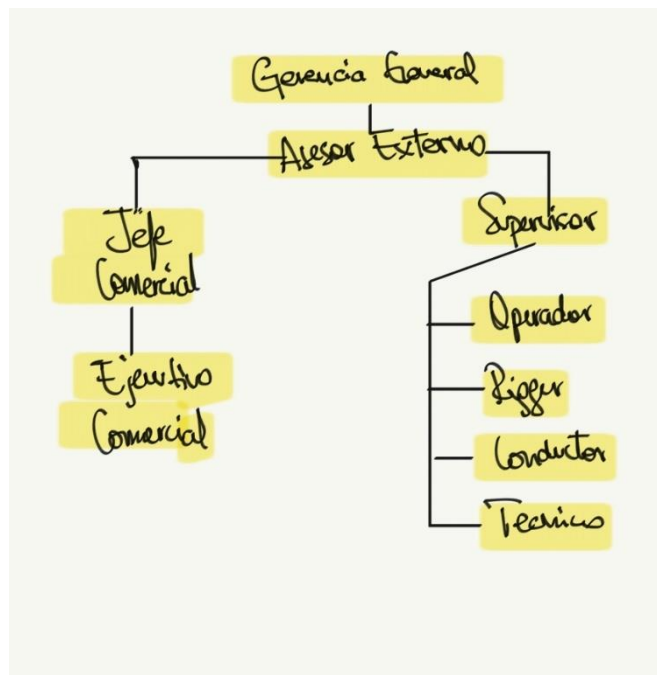 Gerencia General
Asesor Externo
Jefe
Comercial
Ejecutivo
Comercial
Supervisor
Operador
Rigger
Conductor
Tecnico